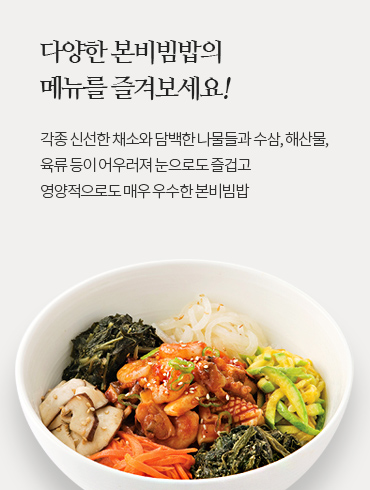 다양한 본비빔밥의
메뉴를 즐겨보세요!
각종 신선한 채소와 담백한 나물들과 수삼, 해산물,
육류 등이 어우러져 눈으로도 즐겁고
영양적으로도 매우 우수한 본비빔밥